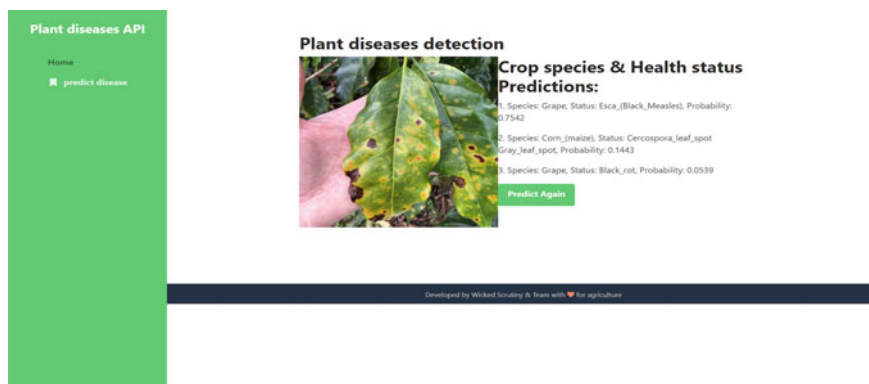 Plant diseases API
Home
predict disease
Plant diseases detection
Crop species & Health status
Predictions:
1. Species: Grape, Status: Esca_(Black_Measles), Probability:
0.7542
2. Species: Corn_(maize), Status: Cercospora_leaf_spot
Gray_leaf_spot, Probability: 0.1443
3. Species: Grape, Status: Black_rot, Probability: 0.0539
Predict Again
Developed by Wicked Scrutiny & Team with ❤ for agriculture